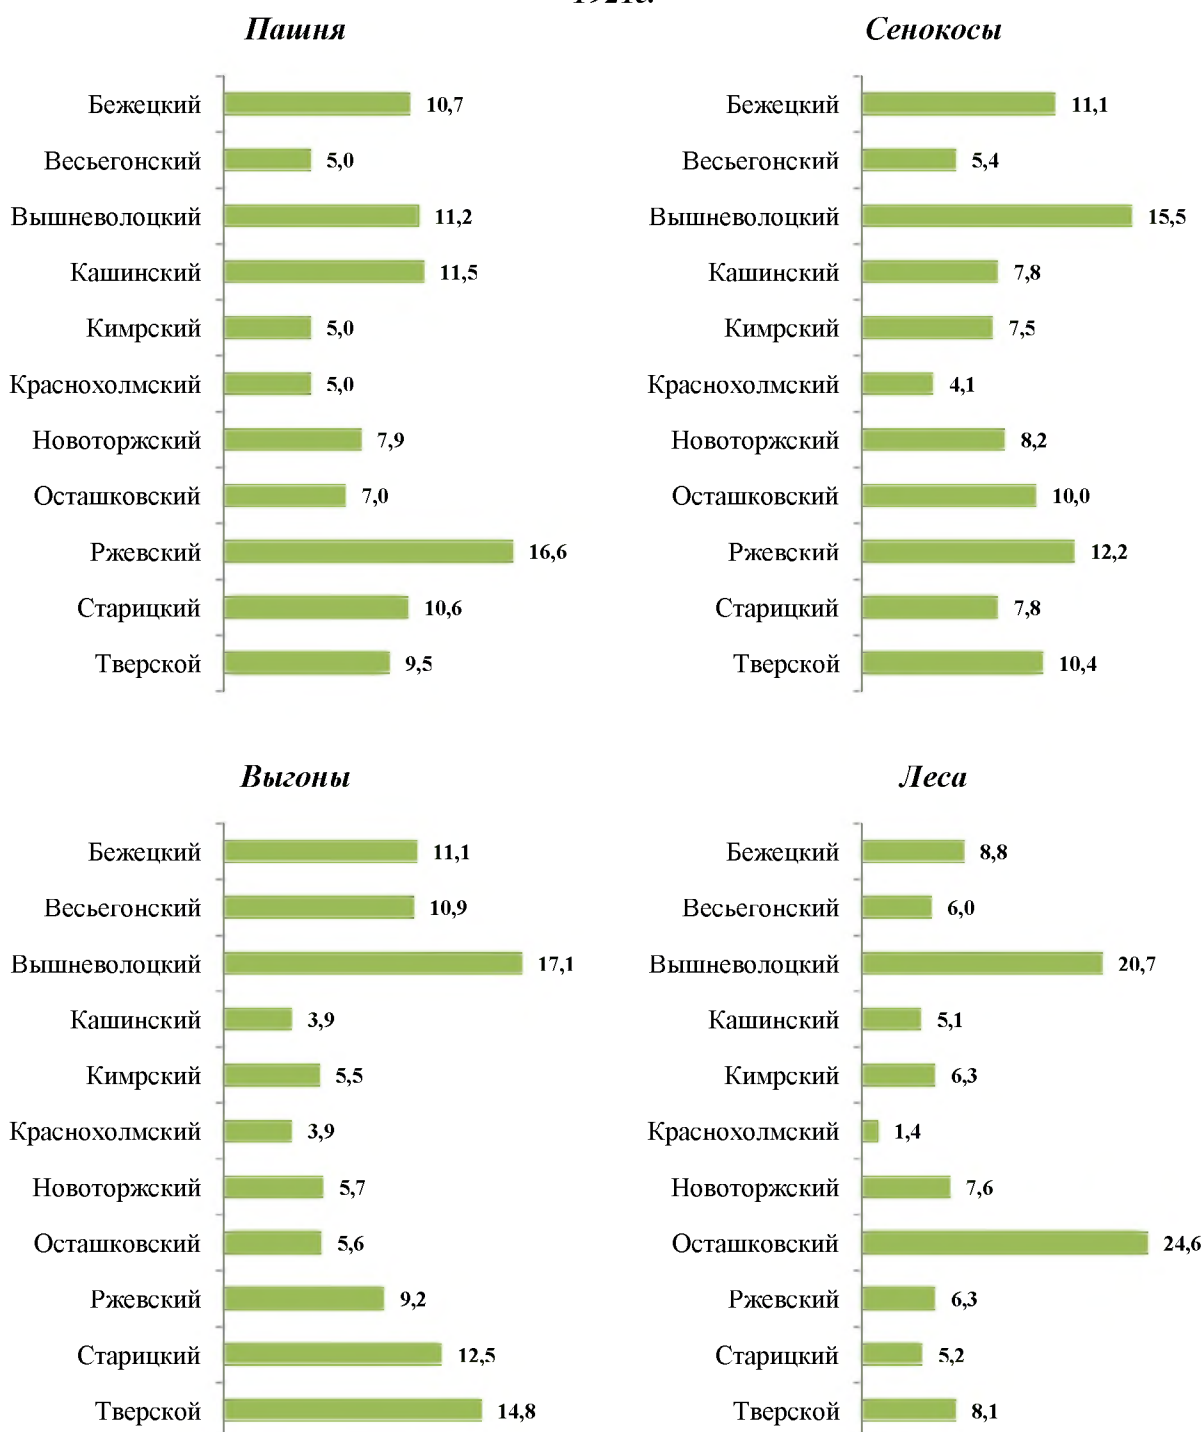 1921г.
Пашня
Бежецкий 10,7
Весьегонский 5,0
Вышневолоцкий 11,2
Кашинский 11,5
Кимрский 5,0
Краснохолмский 5,0
Новоторжский 7,9
Осташковский 7,0
Ржевский 16,6
Старицкий 10,6
Тверской 9,5
Сенокосы
Бежецкий 11,1
Весьегонский 5,4
Вышневолоцкий 15,5
Кашинский 7,8
Кимрский 7,5
Краснохолмский 4,1
Новоторжский 8,2
Осташковский 10,0
Ржевский 12,2
Старицкий 7,8
Тверской 10,4
Выгоны
Бежецкий 11,1
Весьегонский 10,9
Вышневолоцкий 17,1
Кашинский 3,9
Кимрский 5,5
Краснохолмский 3,9
Новоторжский 5,7
Осташковский 5,6
Ржевский 9,2
Старицкий 12,5
Тверской 14,8
Леса
Бежецкий 8,8
Весьегонский 6,0
Вышневолоцкий 20,7
Кашинский 5,1
Кимрский 6,3
Краснохолмский 1,4
Новоторжский 7,6
Осташковский 24,6
Ржевский 6,3
Старицкий 5,2
Тверской 8,1